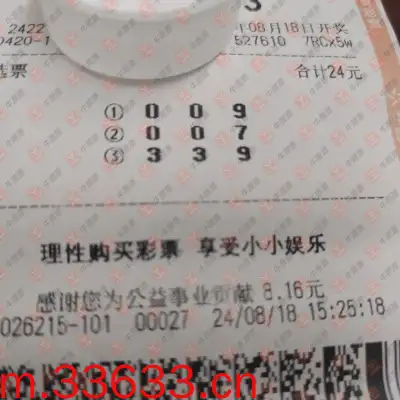 2422
0420-1
年08月18日开奖
527610 7RCx5w
选票 合计24元
① 0 0 9
② 0 0 7
③ 3 3 9
理性购买彩票 享受小小娱乐
感谢您为公益事业贡献 8.16元
026215-101 00027 24/08/18 15:25:18
m.33633.cn